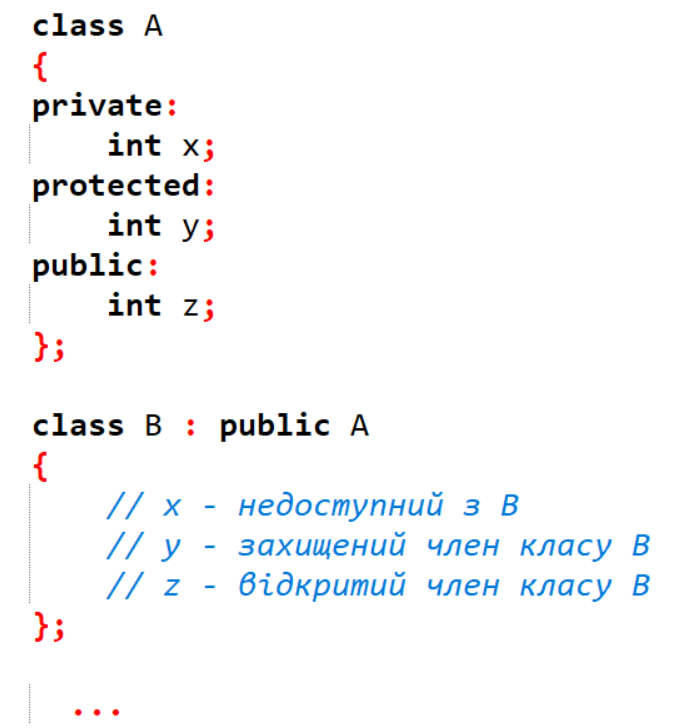 class A
{
private:
    int x;
protected:
    int y;
public:
    int z;
};
class B : public A
{
    // x - недоступний з B
    // y - захищений член класу B
    // z - відкритий член класу B
};
...